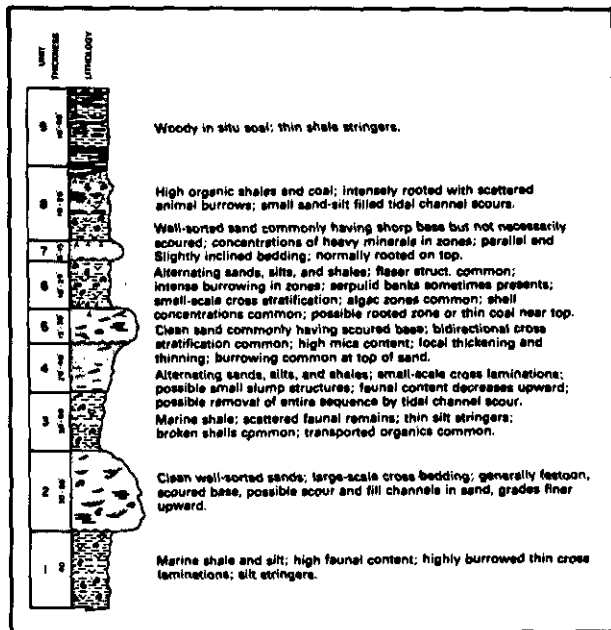 UNIT
THICKNESS
LITHOLOGY
9
Woody in situ soal; thin shale stringers.
8
High organic shales and coal; intensely rooted with scattered
animal burrows; small sand-silt filled tidal channel scours.
7
Well-sorted sand commonly having shorp base but not necessarily
scoured; concentrations of heavy minerals in zones; parallel end
Slightly inclined bedding; normally rooted on top.
6
Alternating sands, silts, and shales; flaser struct. common;
intense burrowing in zones; serpulid banks sometimes presents;
small-scale cross stratification; algac zones common; shell
concentrations common; possible rooted zone or thin coal near top.
5
Clean sand commonly having scoured base; bidirectional cross
stratification common; high mica content; local thickening and
thinning; burrowing common at top of sand.
4
Alternating sands, silts, and shales; small-scale cross laminations;
possible small slump structures; faunal content decreases upward;
possible removal of entire sequence by tidal channel scour.
3
Marine shale; scattered faunal remains; thin silt stringers;
broken shells common; transported organics common.
2
Clean well-sorted sands; large-scale cross bedding; generally festoon,
scoured base, possible scour and fill channels in sand, grades finer
upward.
1
40
Marine shale and silt; high faunal content; highly burrowed thin cross
laminations; silt stringers.